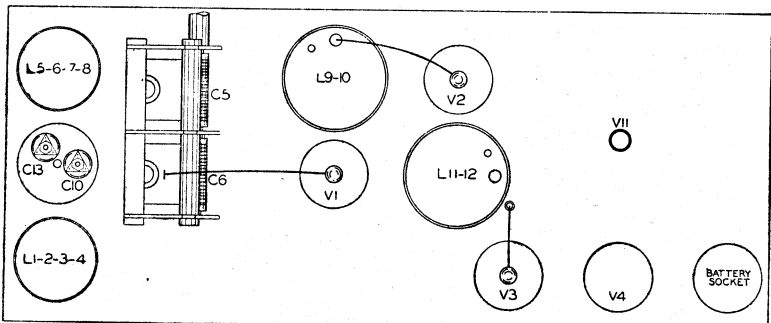 L5-6-7-8
C5
L9-10
V2
V11
C13
C10
C6
V1
L11-12
L1-2-3-4
V3
V4
BATTERY
SOCKET